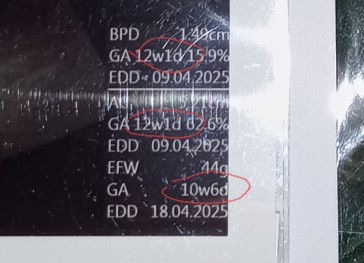 BPD 1.49cm
GA 12w1d 15.9%
EDD 09.04.2025
AC
GA 12w1d 62.6%
EDD 09.04.2025
EFW 44g
GA 10w6d
EDD 18.04.2025